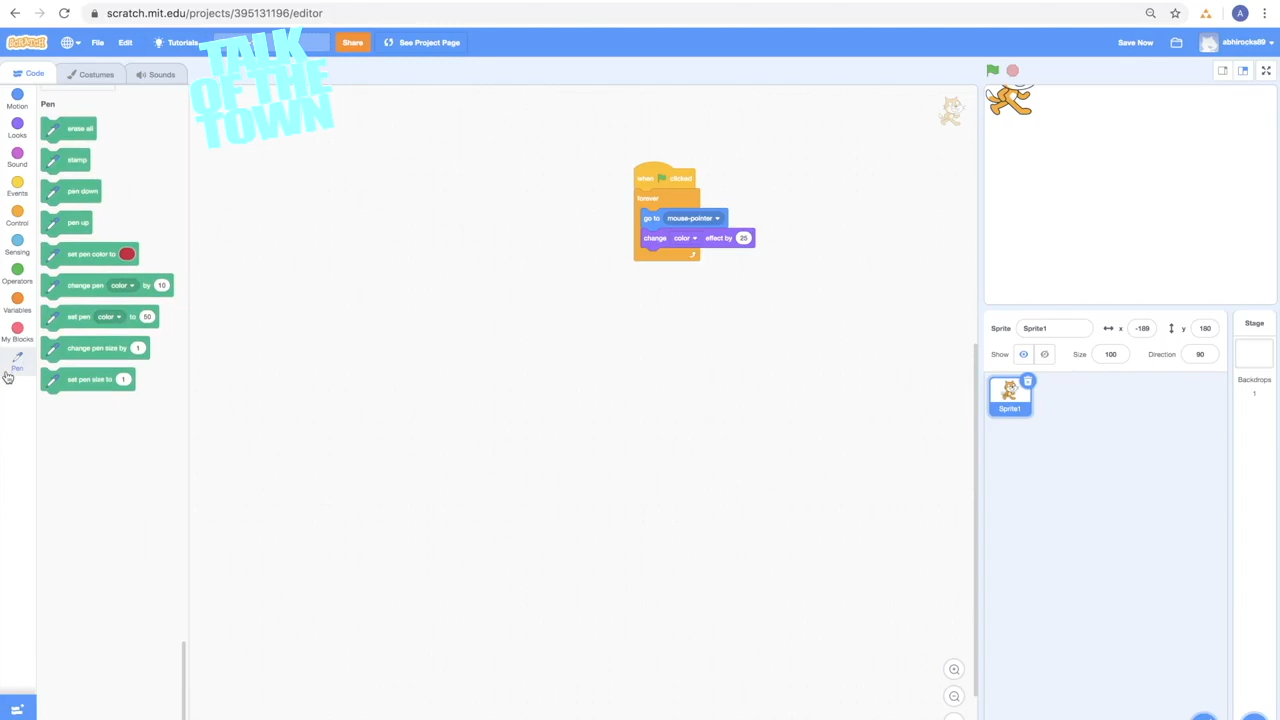 scratch.mit.edu/projects/395131196/editor
A
SCRATCH
File Edit Tutorials Share See Project Page Save Now abhirocks89
TALK
OF THE
TOWN
Code Costumes Sounds
Motion
Looks
Sound
Events
Control
Sensing
Operators
Variables
My Blocks
Pen
Pen
erase all
stamp
pen down
pen up
set pen color to
change pen color by 10
set pen color to 50
change pen size by 1
set pen size to 1
when clicked
forever
go to mouse-pointer
change color effect by 25
Sprite Sprite1 x -189 y 180
Show Size 100 Direction 90
Sprite1
Stage
Backdrops
1